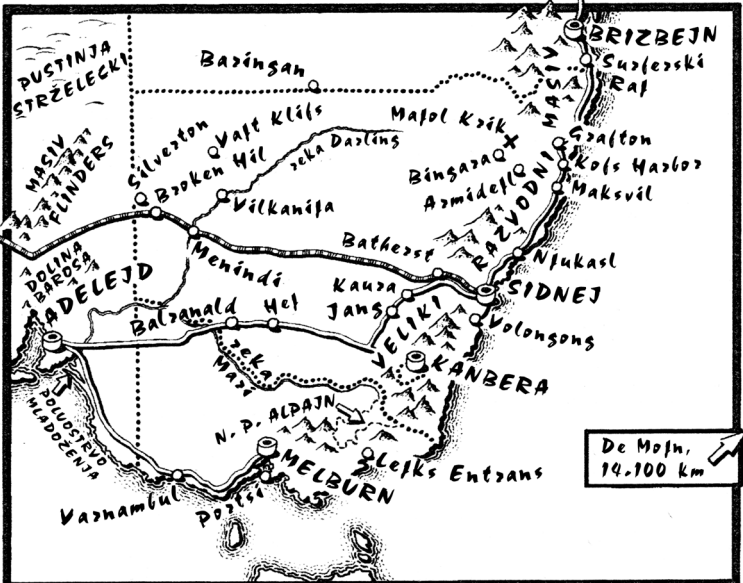 BRIZBEJN
Surferski
Raj
PUSTINJA
STRŽELECKI
Baringan
MASIV
FLINDERS
Silverton
Vajt Klifs
Broken Hil
reka Darling
Majol Krik
Grafton
Bingara
Kofs Harbor
Armidejl
Maksvil
Vilkanija
VELIKI RAZVODNI MASIV
Menindi
Batherst
Njukasl
DOLINA
BAROSA
ADELEJD
Kaura
Jang
SIDNEJ
Balranald
Hej
Volongong
reka
Mari
KANBERA
POLUOSTRVO
MLADOŽENJA
N. P. ALPAJN
De Mojn,
14.100 km
MELBURN
Lejks Entrans
Varnambul
Portsi